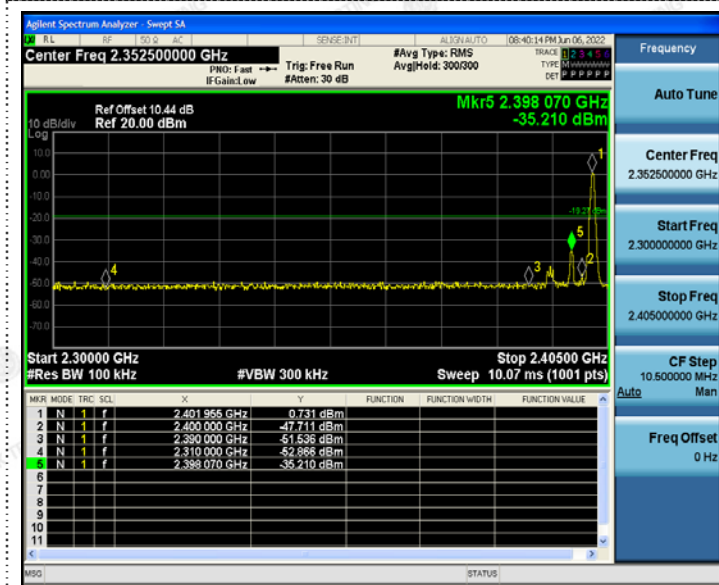 Agilent Spectrum Analyzer - Swept SA
RL RF 50 Ω AC SENSE:INT ALIGN AUTO 08:40:14 PM Jun 06, 2022
Center Freq 2.352500000 GHz
PNO: Fast
IFGain:Low
Trig: Free Run
#Atten: 30 dB
#Avg Type: RMS
Avg|Hold: 300/300
TRACE 1 2 3 4 5 6
TYPE M
DET P P P P P P
Frequency
Auto Tune
Center Freq
2.352500000 GHz
Start Freq
2.300000000 GHz
Stop Freq
2.405000000 GHz
CF Step
10.500000 MHz
Auto Man
Freq Offset
0 Hz
Mkr5 2.398 070 GHz
-35.210 dBm
Ref Offset 10.44 dB
10 dB/div Ref 20.00 dBm
Log
10.0
0.00
-10.0
-20.0
-30.0
-40.0
-50.0
-60.0
-70.0
1
-19.27 dBm
5
2
3
4
Start 2.30000 GHz Stop 2.40500 GHz
#Res BW 100 kHz #VBW 300 kHz Sweep 10.07 ms (1001 pts)
MKR MODE TRC SCL X Y FUNCTION FUNCTION WIDTH FUNCTION VALUE
1 N 1 f 2.401 955 GHz 0.731 dBm
2 N 1 f 2.400 000 GHz -47.711 dBm
3 N 1 f 2.390 000 GHz -51.536 dBm
4 N 1 f 2.310 000 GHz -52.866 dBm
5 N 1 f 2.398 070 GHz -35.210 dBm
6
7
8
9
10
11
MSG STATUS